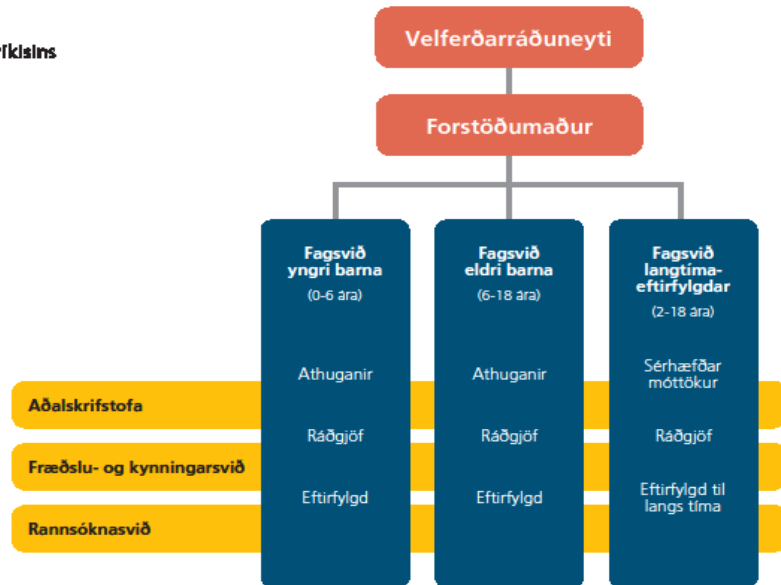 Velferðarráðuneyti
ríkisins
Forstöðumaður
Fagsvið
yngri barna
(0-6 ára)
Athuganir
Ráðgjöf
Eftirfylgd
Fagsvið
eldri barna
(6-18 ára)
Athuganir
Ráðgjöf
Eftirfylgd
Fagsvið
langtíma-
eftirfylgdar
(2-18 ára)
Sérhæfðar
móttökur
Ráðgjöf
Eftirfylgd til
langs tíma
Aðalskrifstofa
Fræðslu- og kynningarsvið
Rannsóknasvið